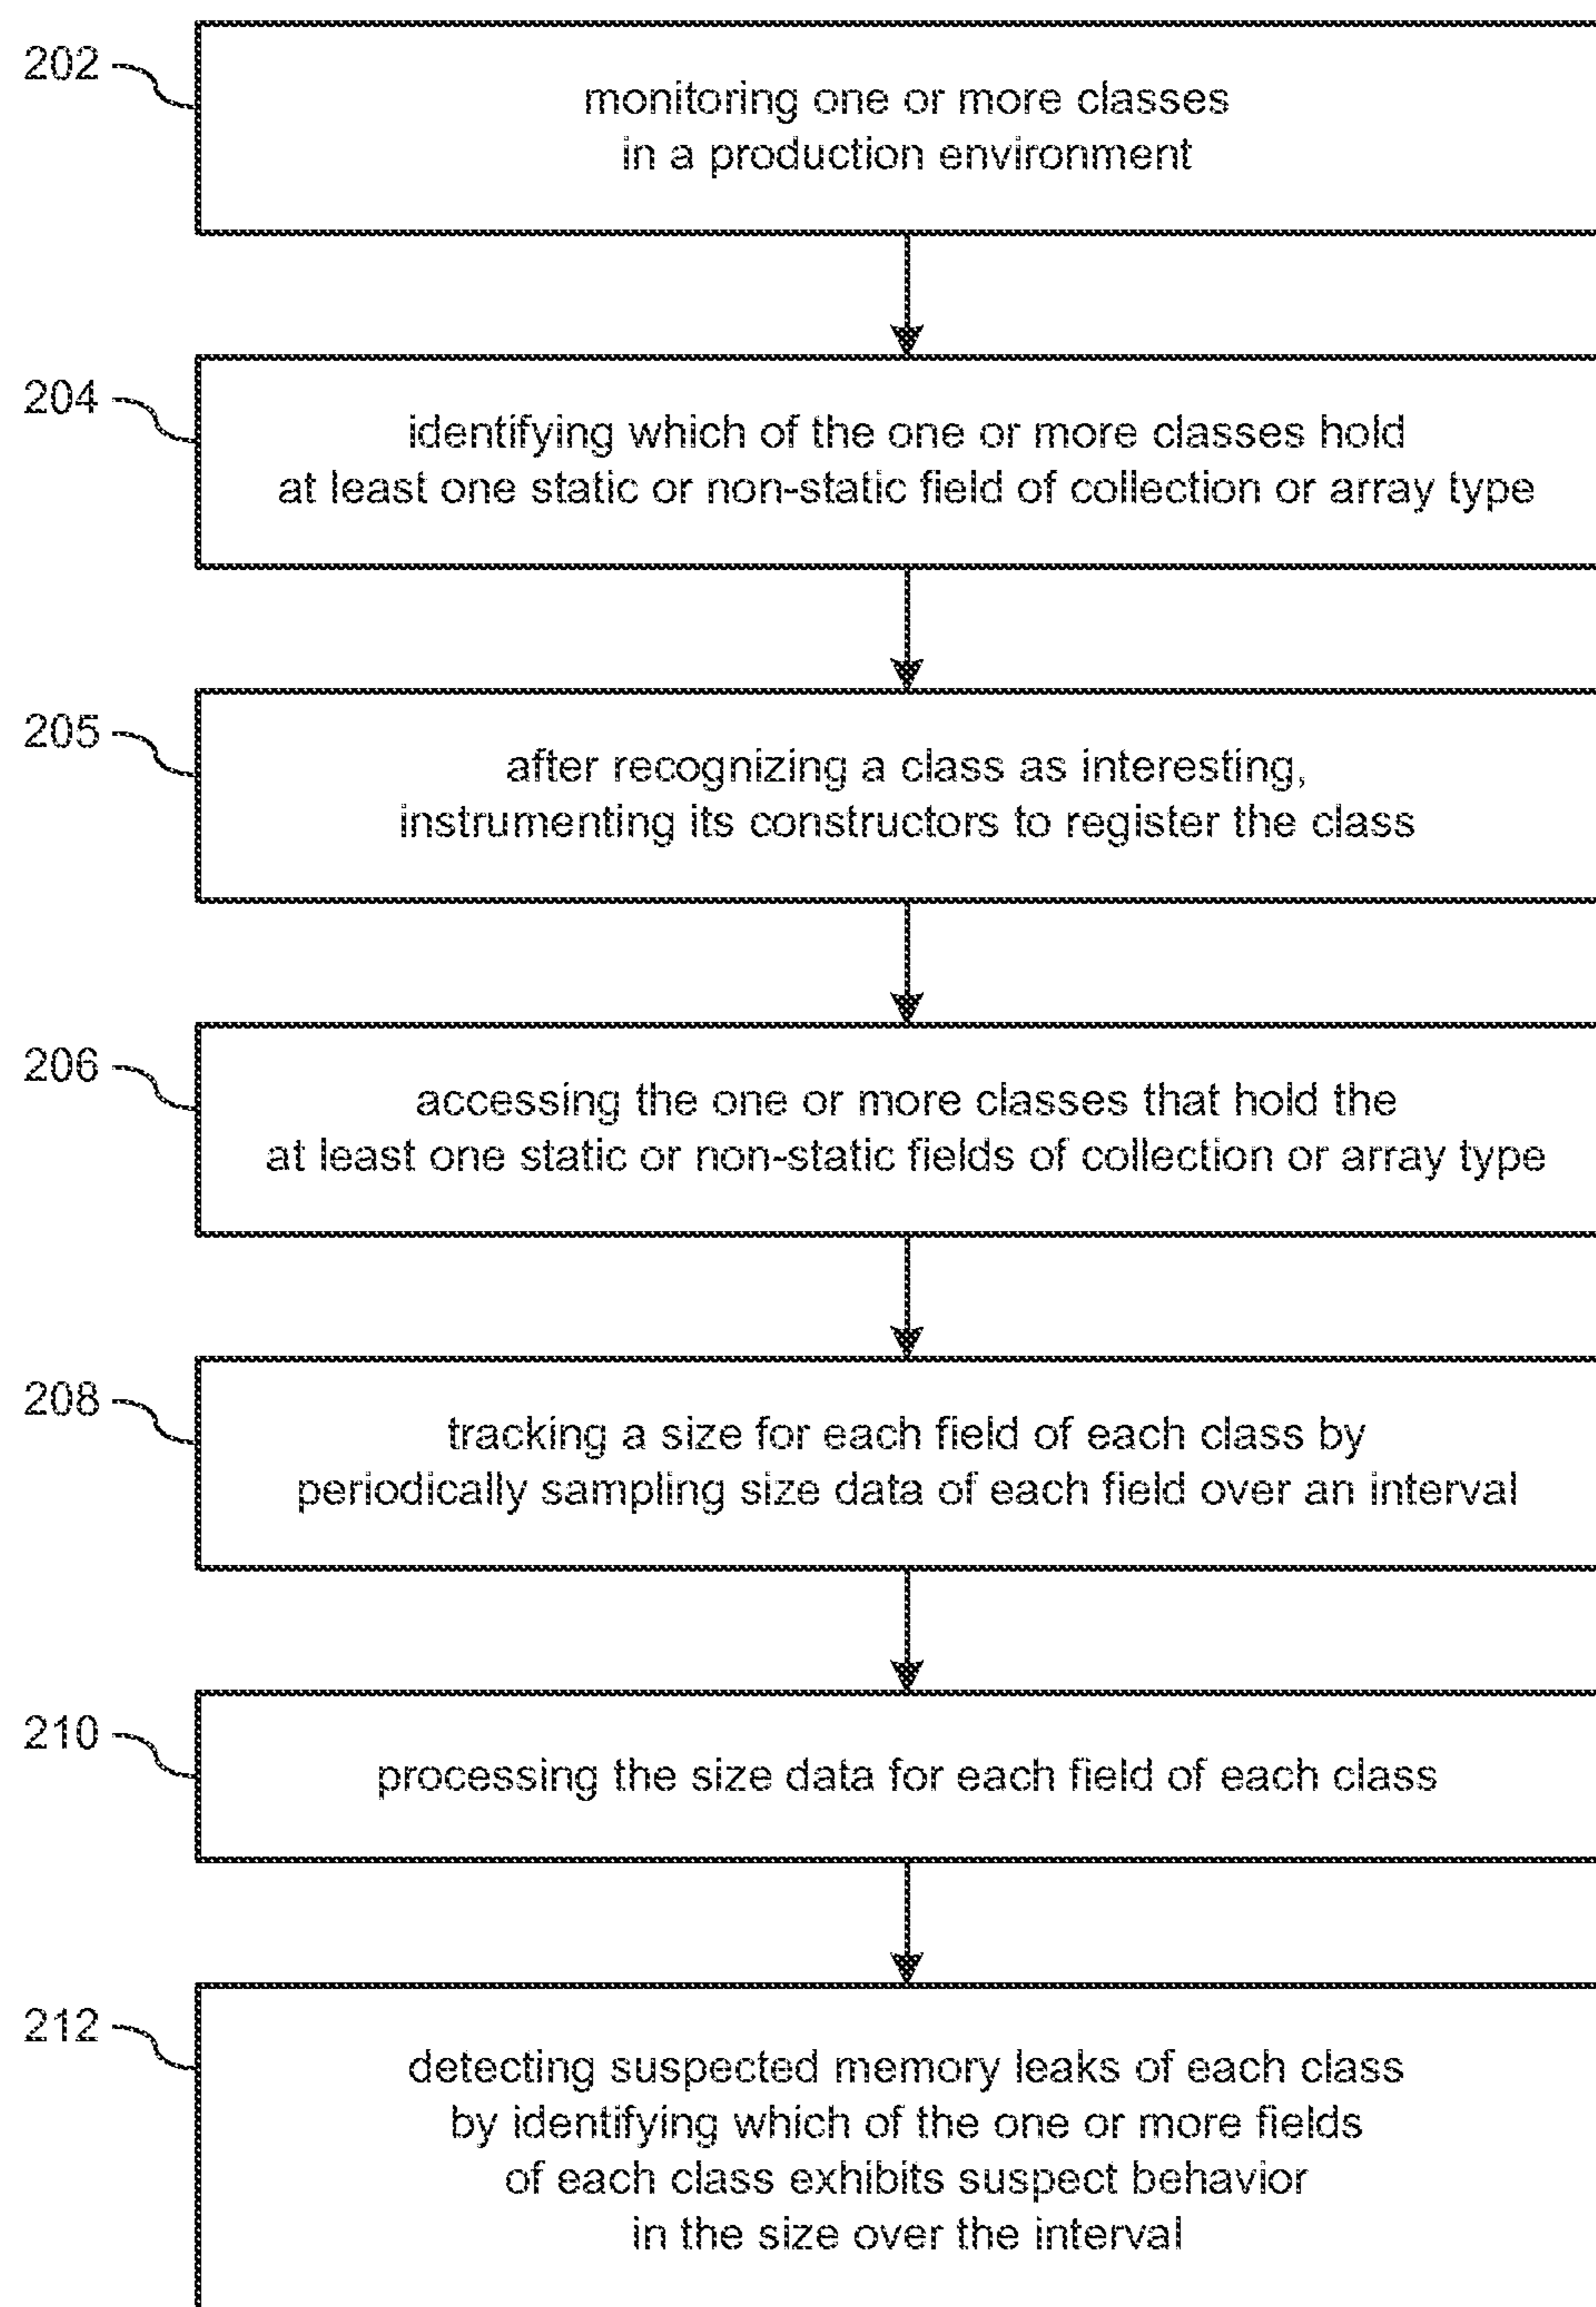 202
monitoring one or more classes
in a production environment
204
identifying which of the one or more classes hold
at least one static or non-static field of collection or array type
205
after recognizing a class as interesting,
instrumenting its constructors to register the class
206
accessing the one or more classes that hold the
at least one static or non-static fields of collection or array type
208
tracking a size for each field of each class by
periodically sampling size data of each field over an interval
210
processing the size data for each field of each class
212
detecting suspected memory leaks of each class
by identifying which of the one or more fields
of each class exhibits suspect behavior
in the size over the interval